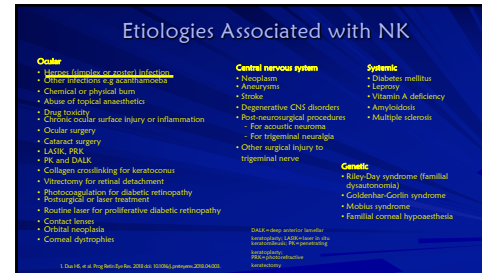 Etiologies Associated with NK
Ocular
• Herpes (simplex or zoster) infection
• Other infections e.g acanthamoeba
• Chemical or physical burn
• Abuse of topical anaesthetics
• Drug toxicity
• Chronic ocular surface injury or inflammation
• Ocular surgery
• Cataract surgery
• LASIK, PRK
• PK and DALK
• Collagen crosslinking for keratoconus
• Vitrectomy for retinal detachment
• Photocoagulation for diabetic retinopathy
• Postsurgical or laser treatment
• Routine laser for proliferative diabetic retinopathy
• Contact lenses
• Orbital neoplasia
• Corneal dystrophies
Central nervous system
• Neoplasm
• Aneurysms
• Stroke
• Degenerative CNS disorders
• Post-neurosurgical procedures
- For acoustic neuroma
- For trigeminal neuralgia
• Other surgical injury to
trigeminal nerve
Systemic
• Diabetes mellitus
• Leprosy
• Vitamin A deficiency
• Amyloidosis
• Multiple sclerosis
Genetic
• Riley-Day syndrome (familial
dysautonomia)
• Goldenhar-Gorlin syndrome
• Mobius syndrome
• Familial corneal hypoaesthesia
DALK=deep anterior lamellar
keratoplasty; LASIK=laser in situ
keratomileusis; PK=penetrating
keratoplasty;
PRK=photorefractive
keratectomy
1. Dua HS, et al. Prog Retin Eye Res. 2018 doi: 10.1016/j.preteyeres.2018.04.003.